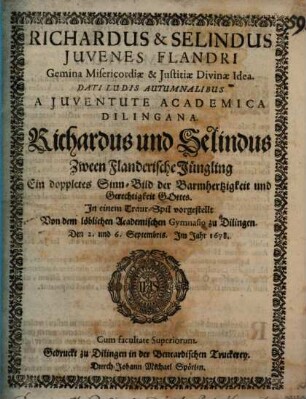 RICHARDUS & SELINDUS
JUVENES FLANDRI
Gemina Misericordiæ & Justitiæ Divinæ Idea.
DATI LUDIS AUTUMNALIBUS
A JUVENTUTE ACADEMICA
DILINGANA.
Richardus und Selindus
Zween Flanderische Jüngling
Ein doppletes Sinn-Bild der Barmhertzigkeit und
Gerechtigkeit GOttes.
In einem Traur-Spil vorgestellt
Von dem löblichen Academischen Gymnasio zu Dilingen.
Den 2. und 6. Septembris. Im Jahr 1678.
IHS
Cum facultate Superiorum.
Gedruckt zu Dilingen in der Bencardischen Truckerey.
Durch Johann Michael Spörlin.